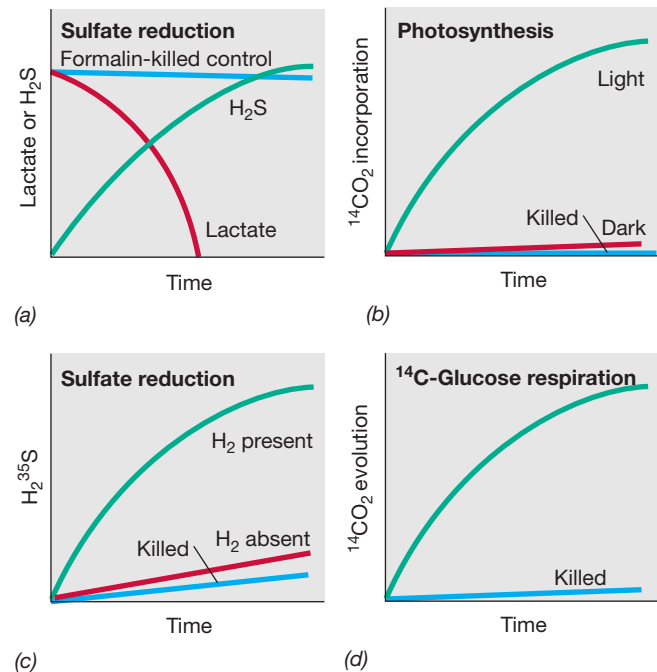 Sulfate reduction
Formalin-killed control
H₂S
Lactate
Lactate or H₂S
Time
(a)
Photosynthesis
Light
Killed
Dark
¹⁴CO₂ incorporation
Time
(b)
Sulfate reduction
H₂ present
H₂ absent
Killed
H₂³⁵S
Time
(c)
¹⁴C-Glucose respiration
Killed
¹⁴CO₂ evolution
Time
(d)